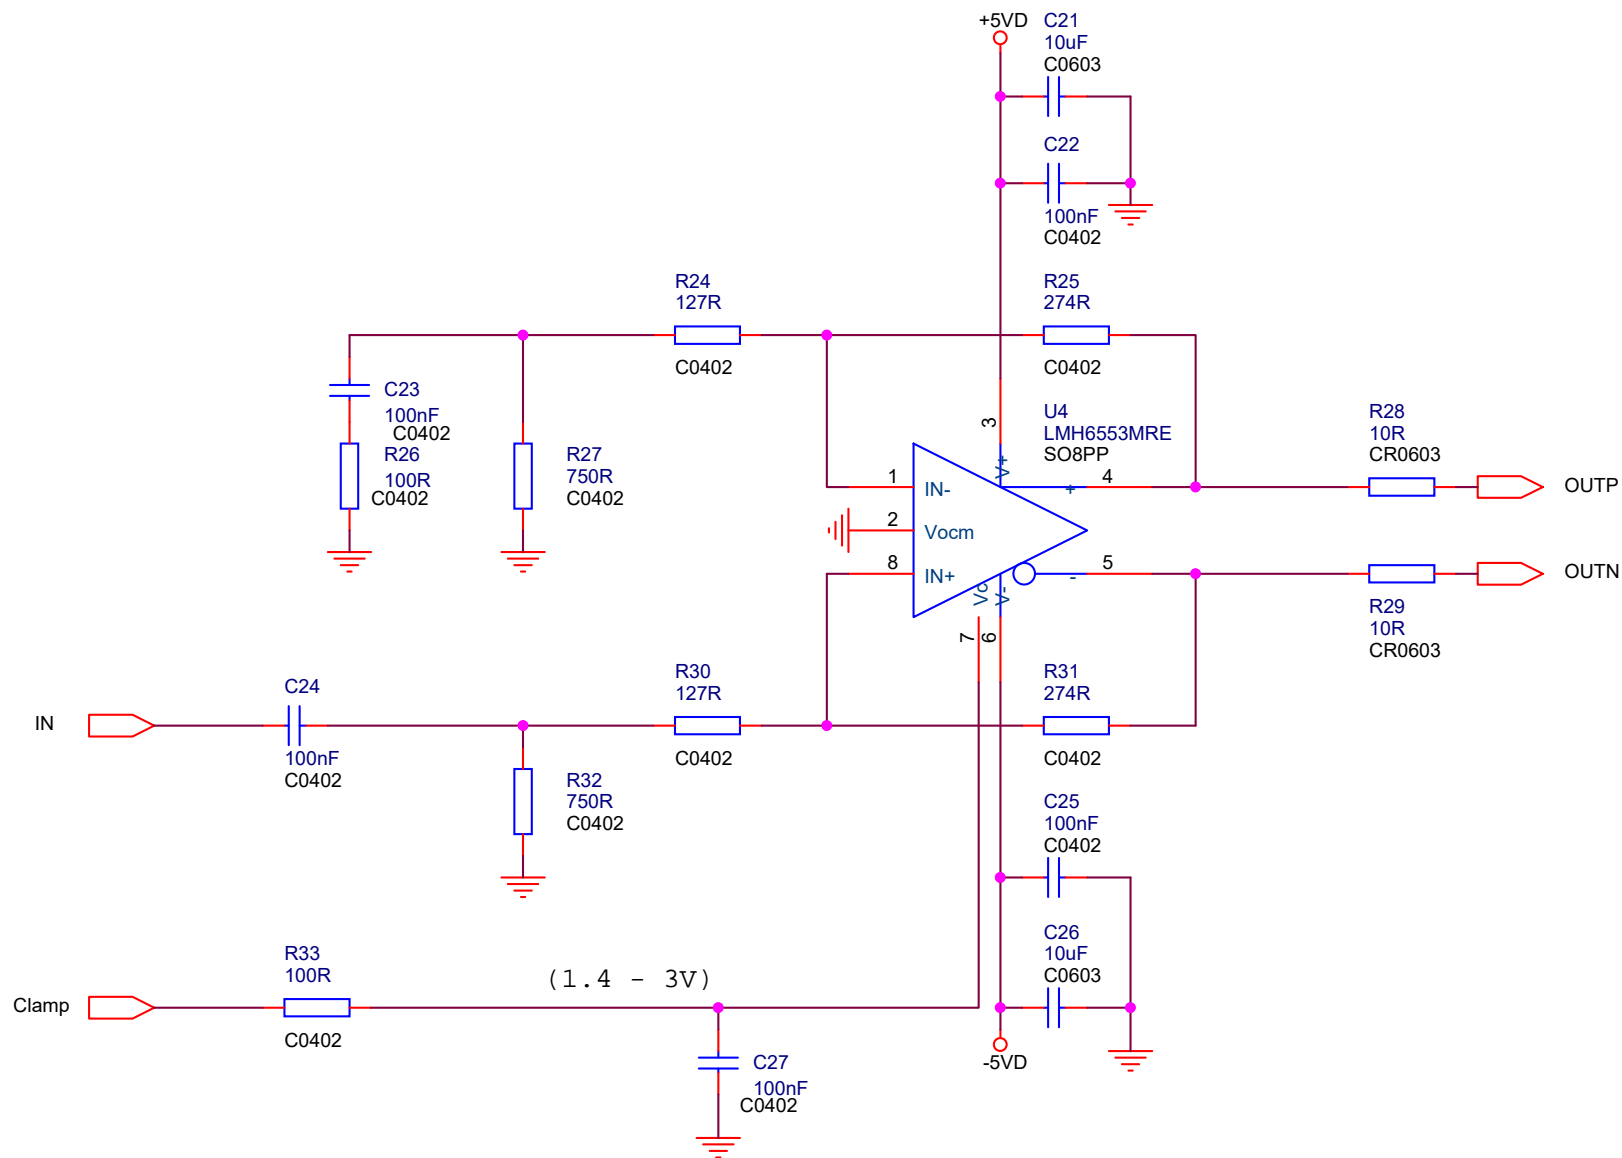 +5VD
C21
10uF
C0603
C22
100nF
C0402
R24
127R
C0402
R25
274R
C0402
C23
100nF
C0402
R26
100R
C0402
R27
750R
C0402
U4
LMH6553MRE
SO8PP
3
V+
1
IN-
2
Vocm
8
IN+
4
+
5
-
Vc
V-
7
6
R28
10R
CR0603
OUTP
OUTN
R29
10R
CR0603
IN
C24
100nF
C0402
R30
127R
C0402
R31
274R
C0402
R32
750R
C0402
C25
100nF
C0402
C26
10uF
C0603
-5VD
Clamp
R33
100R
C0402
(1.4 - 3V)
C27
100nF
C0402